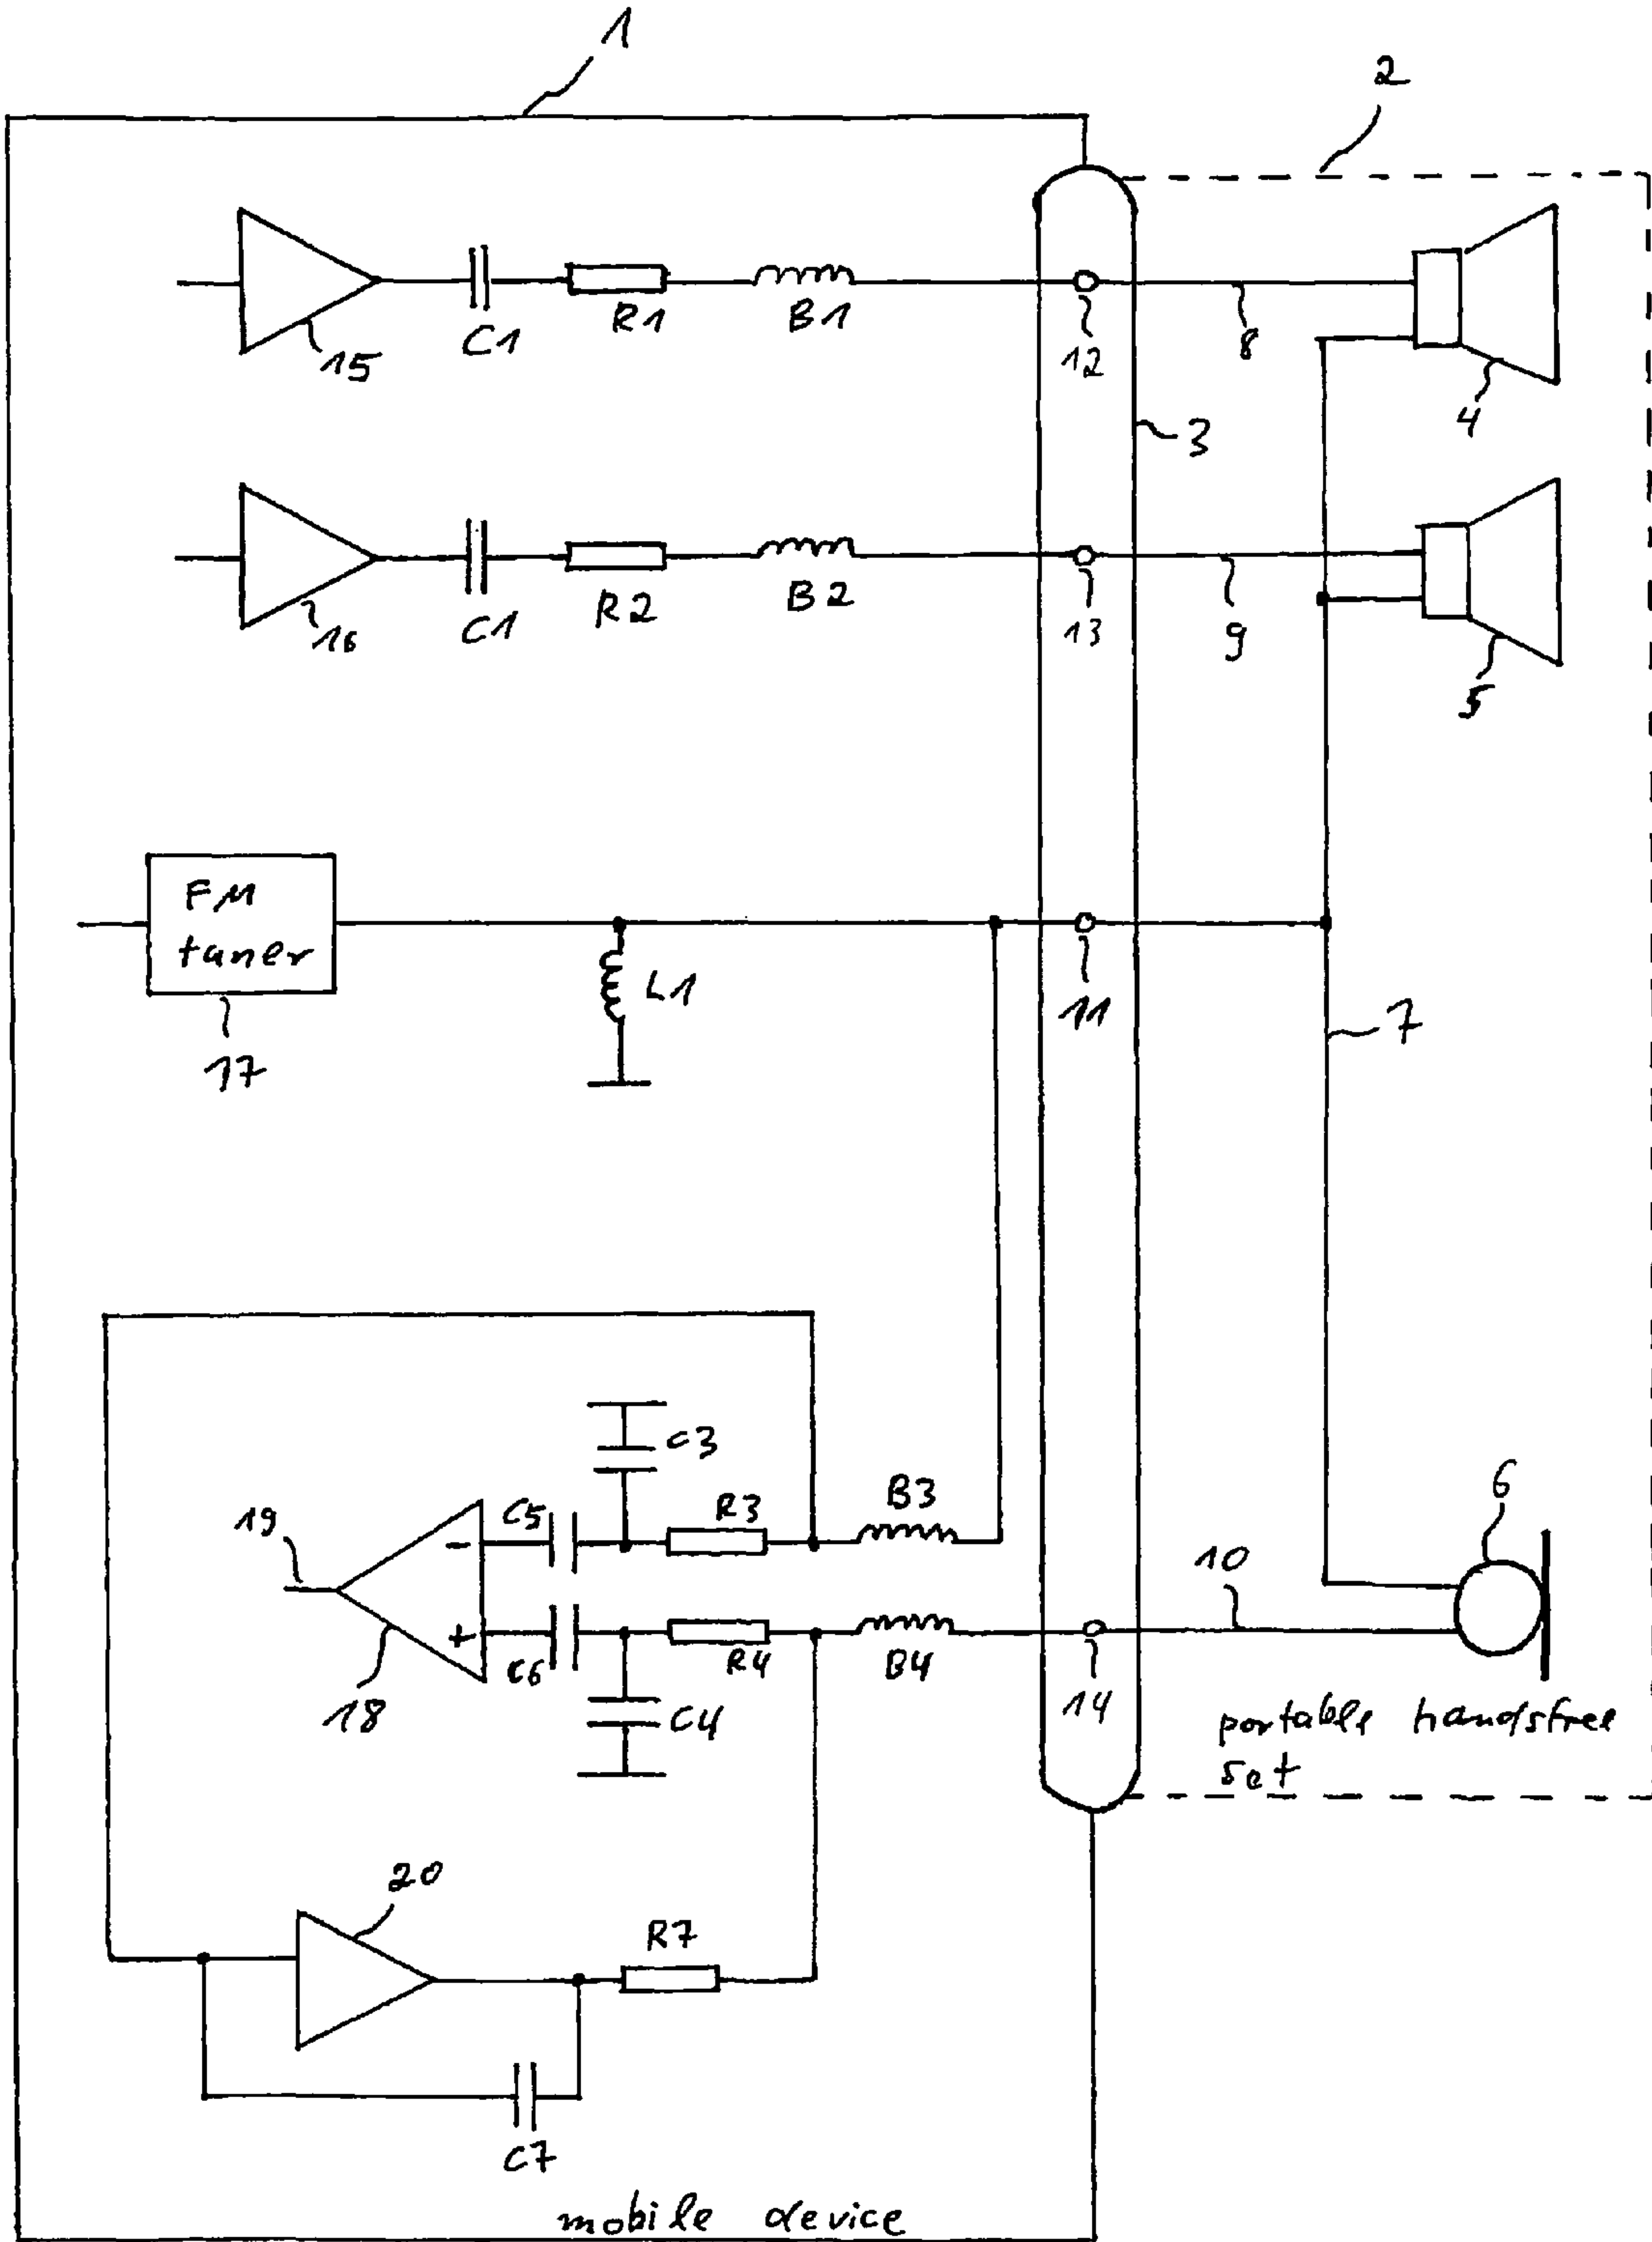 1
2
15
C1
R1
B1
12
8
4
3
16
C1
R2
B2
13
9
5
FM
taner
17
L1
11
7
C3
19
C5
R3
B3
6
-
+
10
18
C6
R4
B4
14
C4
portable handsfree
set
20
R7
C7
mobile device